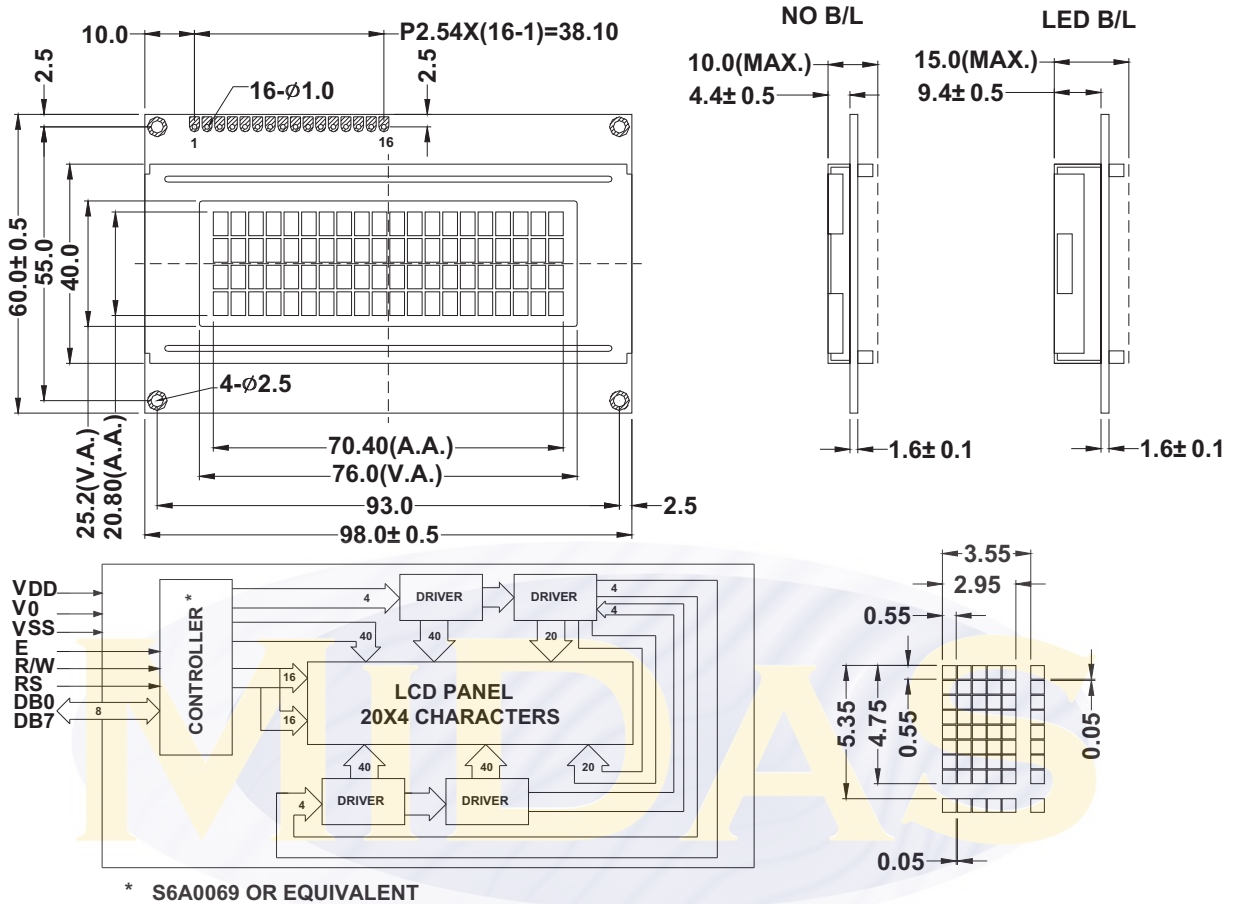 NO B/L
LED B/L
10.0
P2.54X(16-1)=38.10
2.5
16-ø1.0
2.5
1
16
10.0(MAX.)
4.4± 0.5
15.0(MAX.)
9.4± 0.5
60.0± 0.5
55.0
40.0
25.2(V.A.)
20.80(A.A.)
4-ø2.5
70.40(A.A.)
76.0(V.A.)
93.0
2.5
98.0± 0.5
1.6± 0.1
1.6± 0.1
VDD
V0
VSS
E
R/W
RS
DB0
DB7
8
CONTROLLER *
4
DRIVER
DRIVER
4
4
40
40
20
16
16
LCD PANEL
20X4 CHARACTERS
40
40
20
4
DRIVER
DRIVER
3.55
2.95
0.55
5.35
4.75
0.55
0.05
0.05
MIDAS
* S6A0069 OR EQUIVALENT